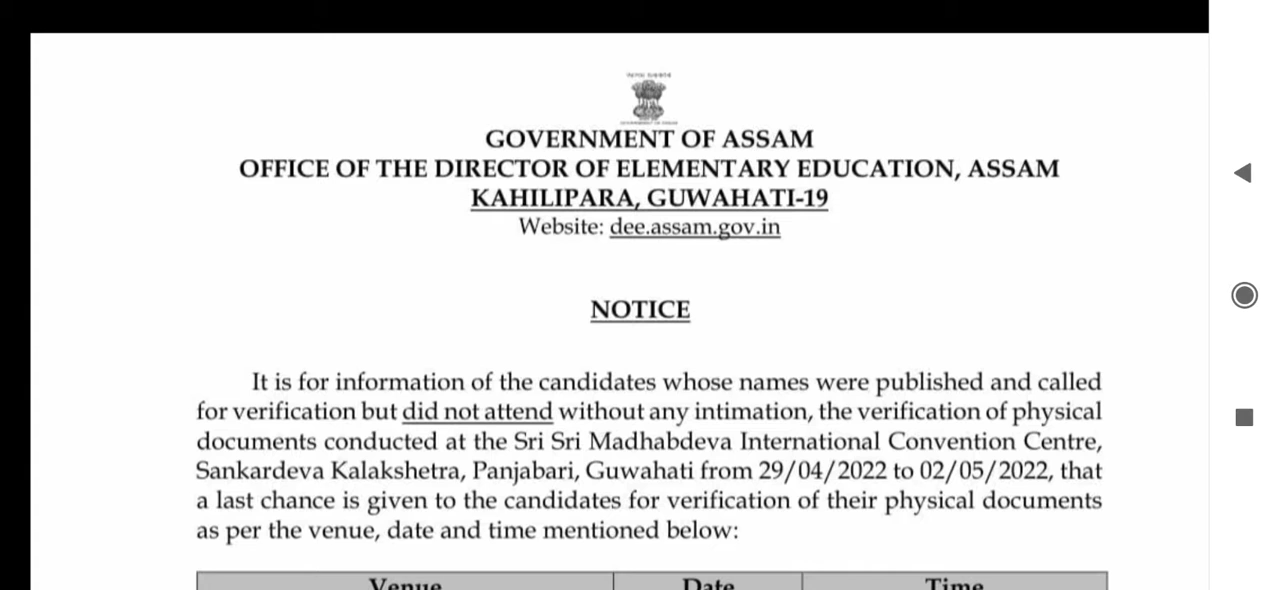 GOVERNMENT OF ASSAM
OFFICE OF THE DIRECTOR OF ELEMENTARY EDUCATION, ASSAM
KAHILIPARA, GUWAHATI-19
Website: dee.assam.gov.in
NOTICE
It is for information of the candidates whose names were published and called
for verification but did not attend without any intimation, the verification of physical
documents conducted at the Sri Sri Madhabdeva International Convention Centre,
Sankardeva Kalakshetra, Panjabari, Guwahati from 29/04/2022 to 02/05/2022, that
a last chance is given to the candidates for verification of their physical documents
as per the venue, date and time mentioned below:
Venue Date Time